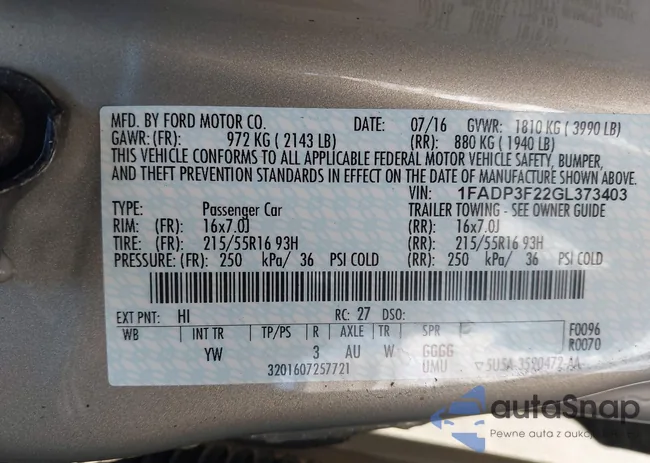 MFD. BY FORD MOTOR CO. DATE: 07/16 GVWR: 1810 KG ( 3990 LB)
GAWR:(FR): 972 KG ( 2143 LB) (RR): 880 KG ( 1940 LB)
THIS VEHICLE CONFORMS TO ALL APPLICABLE FEDERAL MOTOR VEHICLE SAFETY, BUMPER,
AND THEFT PREVENTION STANDARDS IN EFFECT ON THE DATE OF MANUFACTURE SHOWN ABOVE.
VIN: 1FADP3F22GL373403
TYPE: Passenger Car TRAILER TOWING - SEE OWNER GUIDE
RIM: (FR): 16x7.0J (RR): 16x7.0J
TIRE: (FR): 215/55R16 93H (RR): 215/55R16 93H
PRESSURE: (FR): 250 kPa/ 36 PSI COLD (RR): 250 kPa/ 36 PSI COLD
EXT PNT: HI RC: 27 DSO:
WB INT TR TP/PS R AXLE TR SPR F0096
YW 3 AU W GGGG R0070
3201607257721 UMU
autoSnap
Pewne auta z aukcji